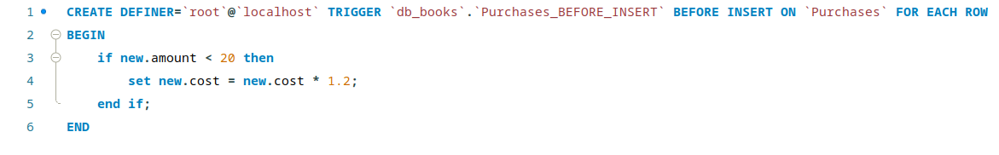 1 CREATE DEFINER=`root`@`localhost` TRIGGER `db_books`.`Purchases_BEFORE_INSERT` BEFORE INSERT ON `Purchases` FOR EACH ROW
2 BEGIN
3     if new.amount < 20 then
4         set new.cost = new.cost * 1.2;
5     end if;
6 END